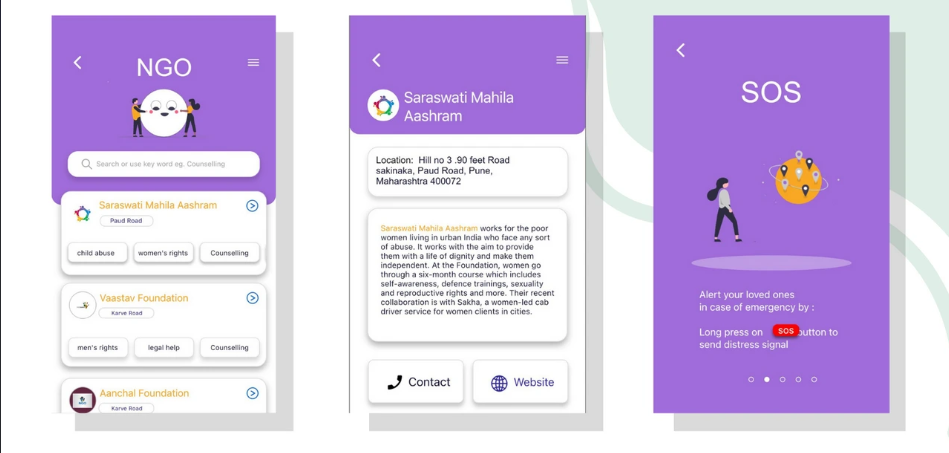 NGO
Search or use key word eg. Counselling
Saraswati Mahila Aashram
Paud Road
child abuse
women's rights
Counselling
Vaastav Foundation
Karve Road
men's rights
legal help
Counselling
Aanchal Foundation
Karve Road
Saraswati Mahila
Aashram
Location: Hill no 3 .90 feet Road
sakinaka, Paud Road, Pune,
Maharashtra 400072
Saraswati Mahila Aashram works for the poor
women living in urban India who face any sort
of abuse. It works with the aim to provide
them with a life of dignity and make them
independent. At the Foundation, women go
through a six-month course which includes
self-awareness, defence trainings, sexuality
and reproductive rights and more. Their recent
collaboration is with Sakha, a women-led cab
driver service for women clients in cities.
Contact
Website
SOS
Alert your loved ones
in case of emergency by :
Long press on SOS button to
send distress signal